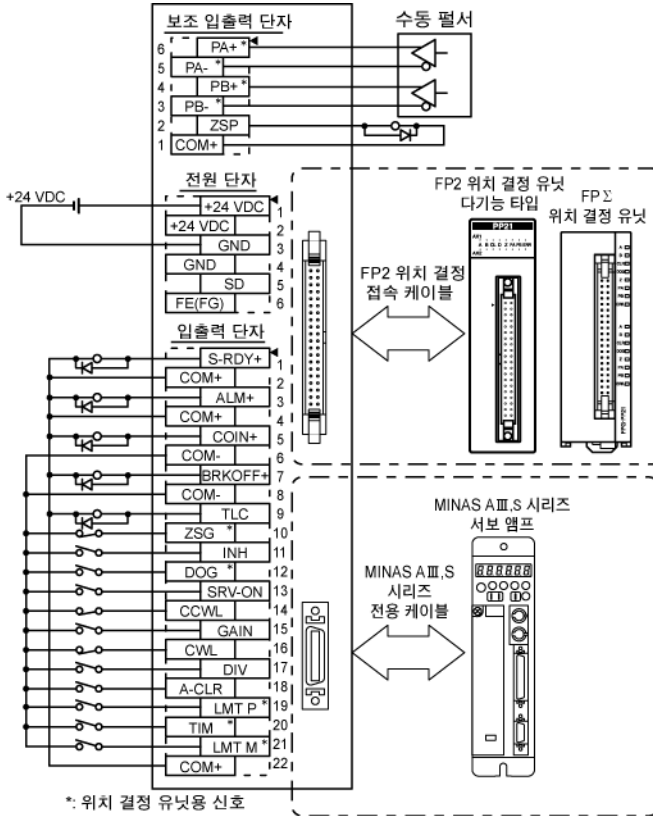 보조 입출력 단자
6 PA+ *
5 PA- *
4 PB+ *
3 PB- *
2 ZSP
1 COM+
수동 펄서
전원 단자
+24 VDC
+24 VDC 1
+24 VDC 2
GND 3
GND 4
SD 5
FE(FG) 6
입출력 단자
S-RDY+ 1
COM+ 2
ALM+ 3
COM+ 4
COIN+ 5
COM- 6
BRKOFF+ 7
COM- 8
TLC 9
ZSG * 10
INH 11
DOG * 12
SRV-ON 13
CCWL 14
GAIN 15
CWL 16
DIV 17
A-CLR 18
LMT P * 19
TIM * 20
LMT M * 21
COM+ 22
*: 위치 결정 유닛용 신호
FP2 위치 결정 유닛
다기능 타입
PP21
FPΣ
위치 결정 유닛
FP2 위치 결정
접속 케이블
MINAS AⅢ,S 시리즈
서보 앰프
MINAS AⅢ,S
시리즈
전용 케이블